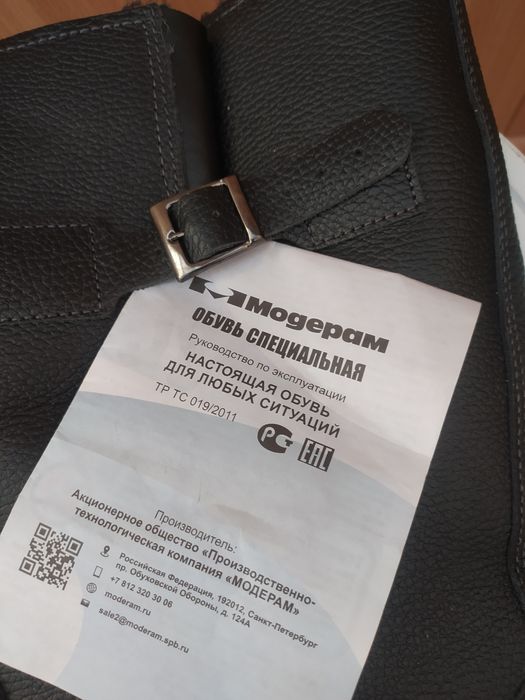 Модерам
ОБУВЬ СПЕЦИАЛЬНАЯ
Руководство по эксплуатации
НАСТОЯЩАЯ ОБУВЬ
ДЛЯ ЛЮБЫХ СИТУАЦИЙ
ТР ТС 019/2011
РСТ
ЕАС
Производитель:
Акционерное общество «Производственно-
технологическая компания «МОДЕРАМ»
Российская Федерация, 192012, Санкт-Петербург
пр. Обуховской Обороны, д. 124А
+7 812 320 30 06
moderam.ru
sale2@moderam.spb.ru